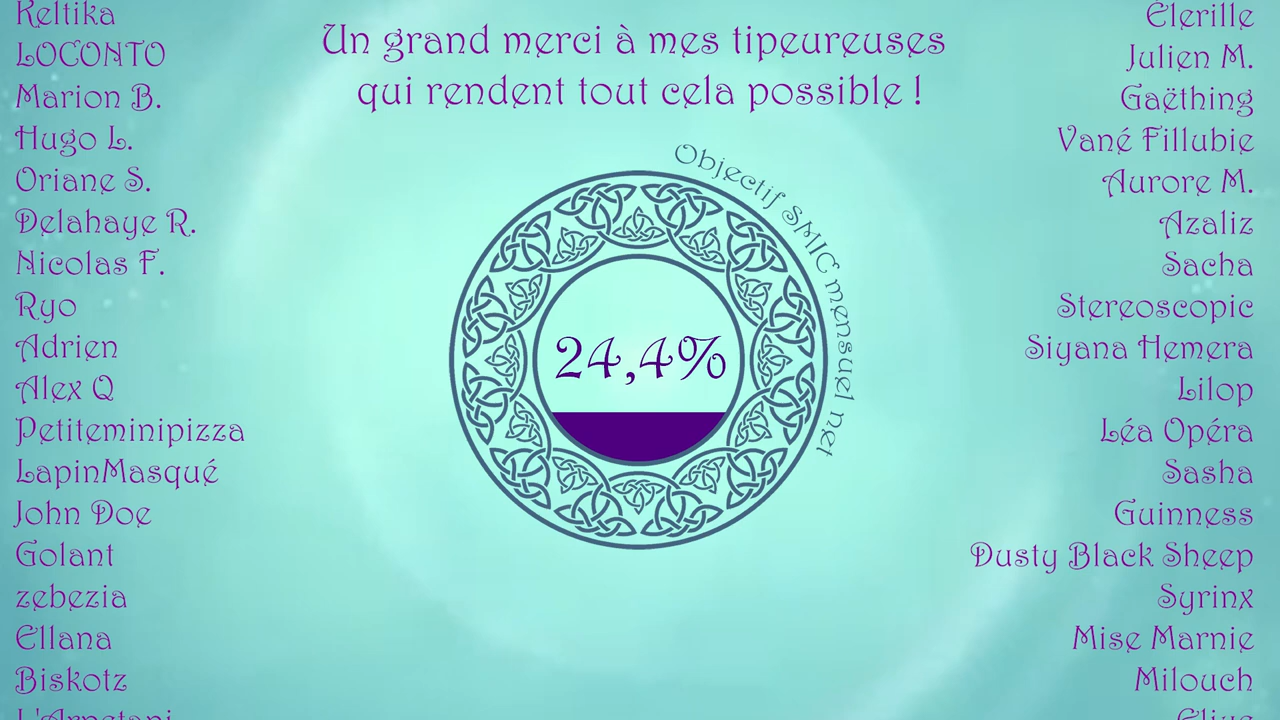 Un grand merci à mes tipeureuses
qui rendent tout cela possible !
Objectif SMIC mensuel net
24,4%
Keltika
LOCONTO
Marion B.
Hugo L.
Oriane S.
Delahaye R.
Nicolas F.
Ryo
Adrien
Alex Q
Petiteminipizza
LapinMasqué
John Doe
Golant
zebezia
Ellana
Biskotz
Élerille
Julien M.
Gaëthing
Vané Fillubie
Aurore M.
Azaliz
Sacha
Stereoscopic
Siyana Hemera
Lilop
Léa Opéra
Sasha
Guinness
Dusty Black Sheep
Syrinx
Mise Marnie
Milouch